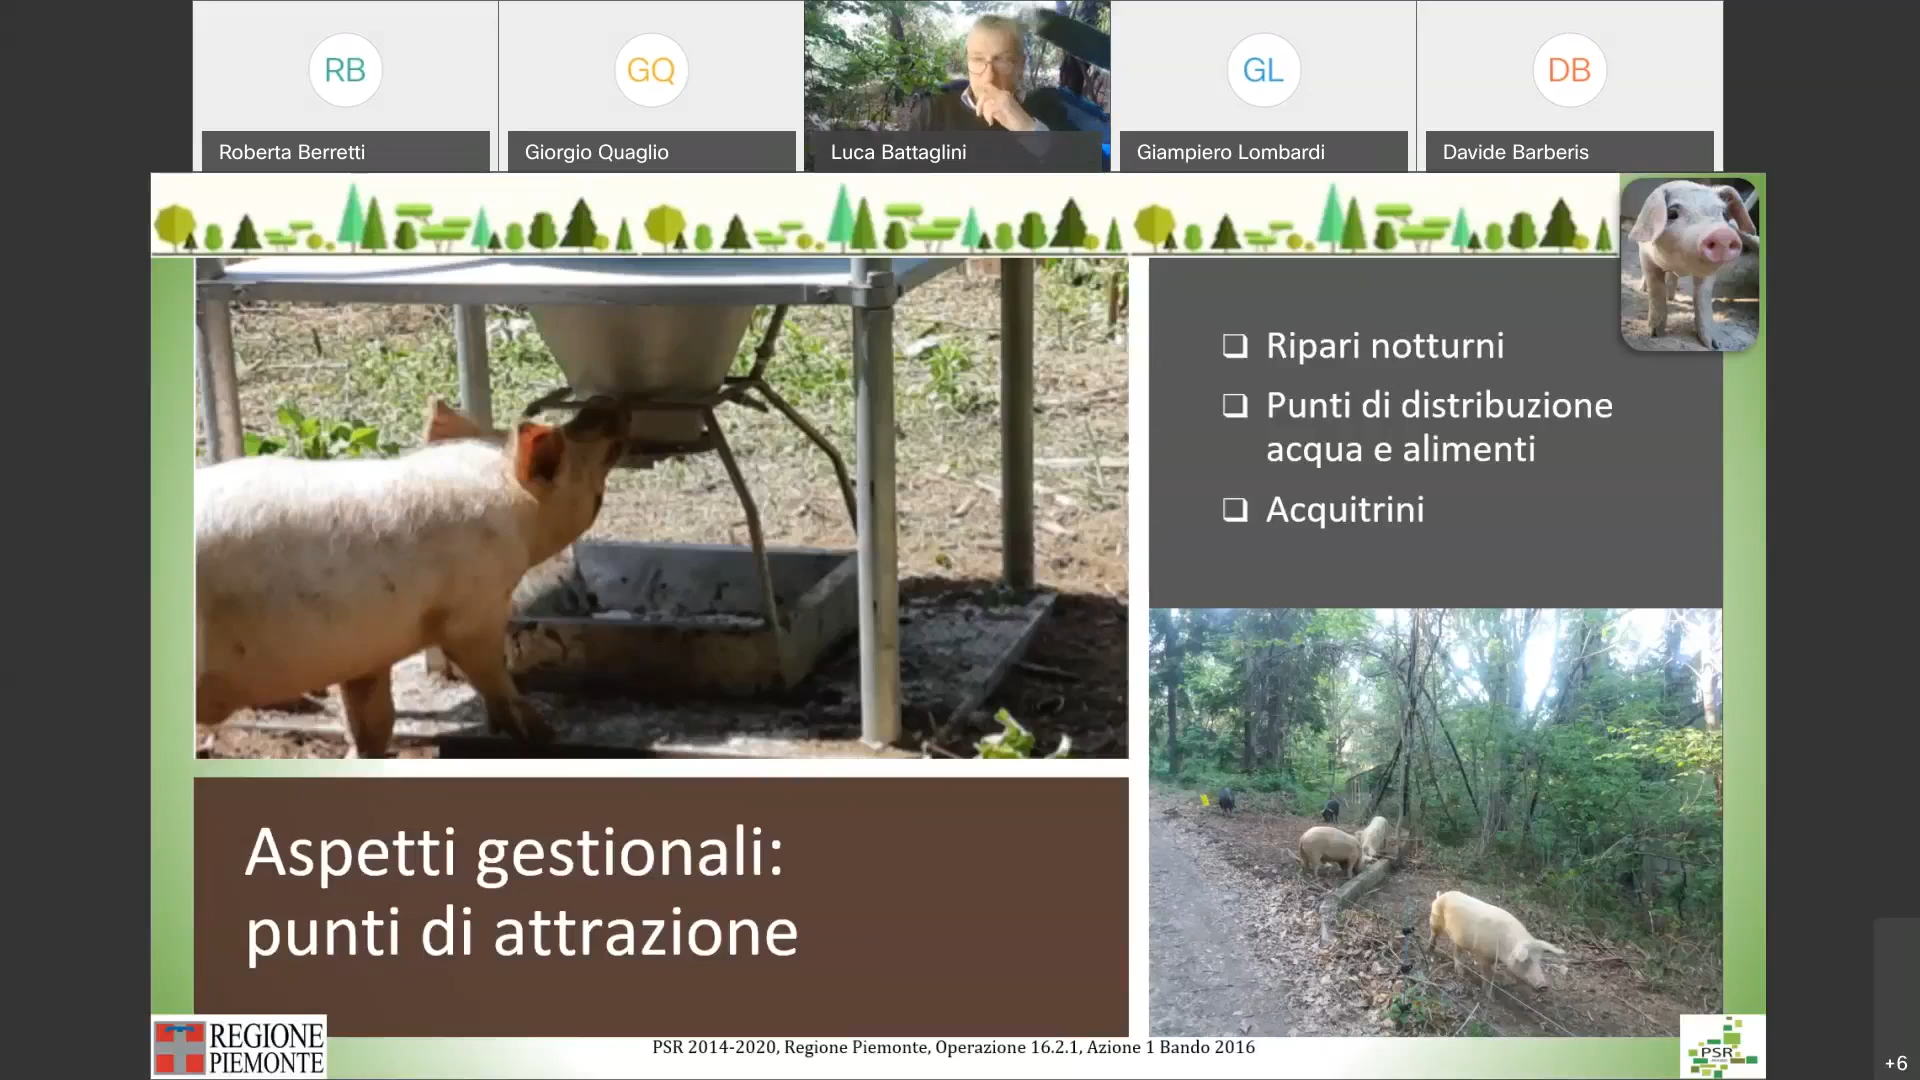 RB
GQ
GL
DB
Roberta Berretti
Giorgio Quaglio
Luca Battaglini
Giampiero Lombardi
Davide Barberis
Ripari notturni
Punti di distribuzione
acqua e alimenti
Acquitrini
Aspetti gestionali:
punti di attrazione
REGIONE
PIEMONTE
PSR 2014-2020, Regione Piemonte, Operazione 16.2.1, Azione 1 Bando 2016
PSR
+6